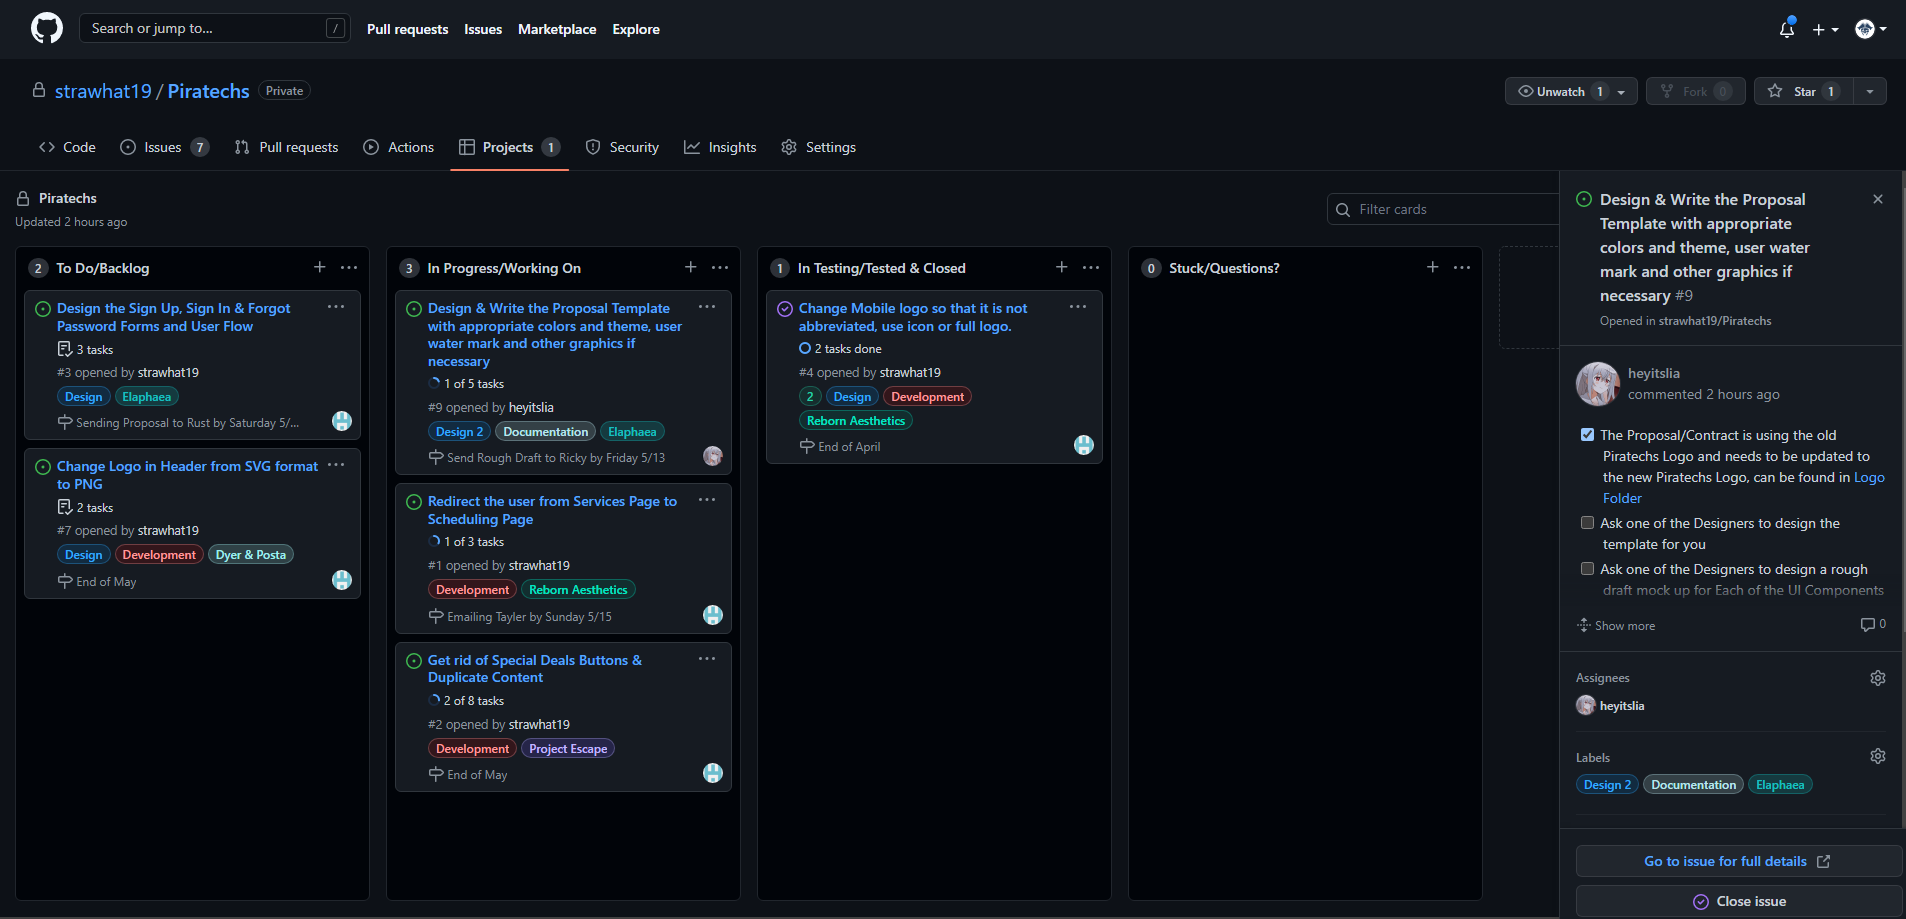 Search or jump to... /
Pull requests Issues Marketplace Explore
strawhat19 / Piratechs Private
Unwatch 1 Fork 0 Star 1
Code Issues 7 Pull requests Actions Projects 1 Security Insights Settings
Piratechs
Updated 2 hours ago
Filter cards
2 To Do/Backlog
Design the Sign Up, Sign In & Forgot
Password Forms and User Flow
3 tasks
#3 opened by strawhat19
Design Elaphaea
Sending Proposal to Rust by Saturday 5/...
Change Logo in Header from SVG format
to PNG
2 tasks
#7 opened by strawhat19
Design Development Dyer & Posta
End of May
3 In Progress/Working On
Design & Write the Proposal Template
with appropriate colors and theme, user
water mark and other graphics if
necessary
1 of 5 tasks
#9 opened by heyitslia
Design 2 Documentation Elaphaea
Send Rough Draft to Ricky by Friday 5/13
Redirect the user from Services Page to
Scheduling Page
1 of 3 tasks
#1 opened by strawhat19
Development Reborn Aesthetics
Emailing Tayler by Sunday 5/15
Get rid of Special Deals Buttons &
Duplicate Content
2 of 8 tasks
#2 opened by strawhat19
Development Project Escape
End of May
1 In Testing/Tested & Closed
Change Mobile logo so that it is not
abbreviated, use icon or full logo.
2 tasks done
#4 opened by strawhat19
2 Design Development
Reborn Aesthetics
End of April
0 Stuck/Questions?
Design & Write the Proposal
Template with appropriate
colors and theme, user water
mark and other graphics if
necessary #9
Opened in strawhat19/Piratechs
heyitslia
commented 2 hours ago
The Proposal/Contract is using the old
Piratechs Logo and needs to be updated to
the new Piratechs Logo, can be found in Logo
Folder
Ask one of the Designers to design the
template for you
Ask one of the Designers to design a rough
draft mock up for Each of the UI Components
Show more 0
Assignees
heyitslia
Labels
Design 2 Documentation Elaphaea
Go to issue for full details
Close issue